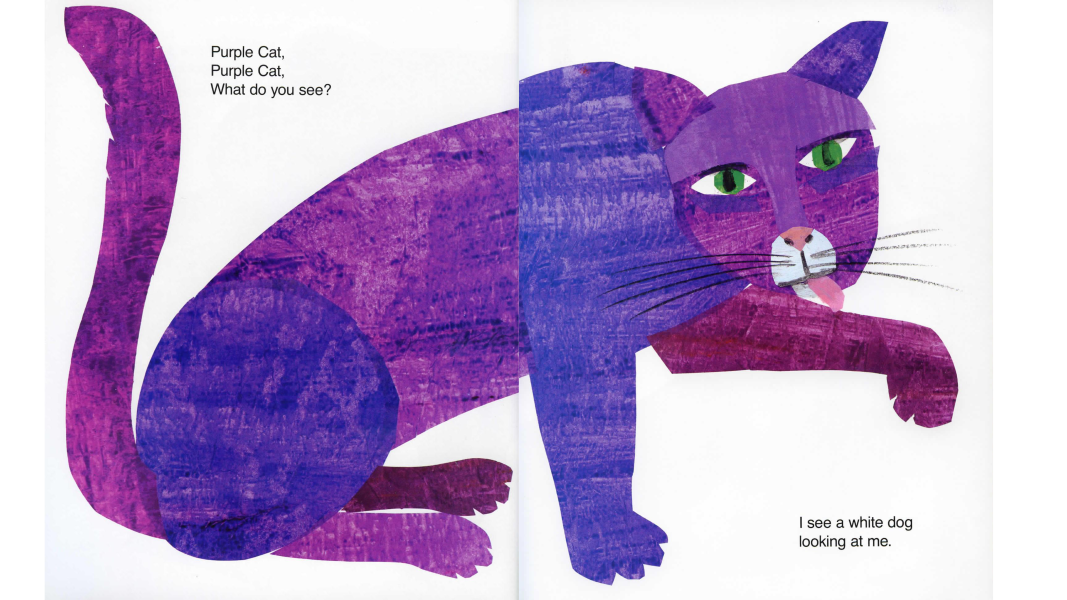 Purple Cat,
Purple Cat,
What do you see?
I see a white dog
looking at me.